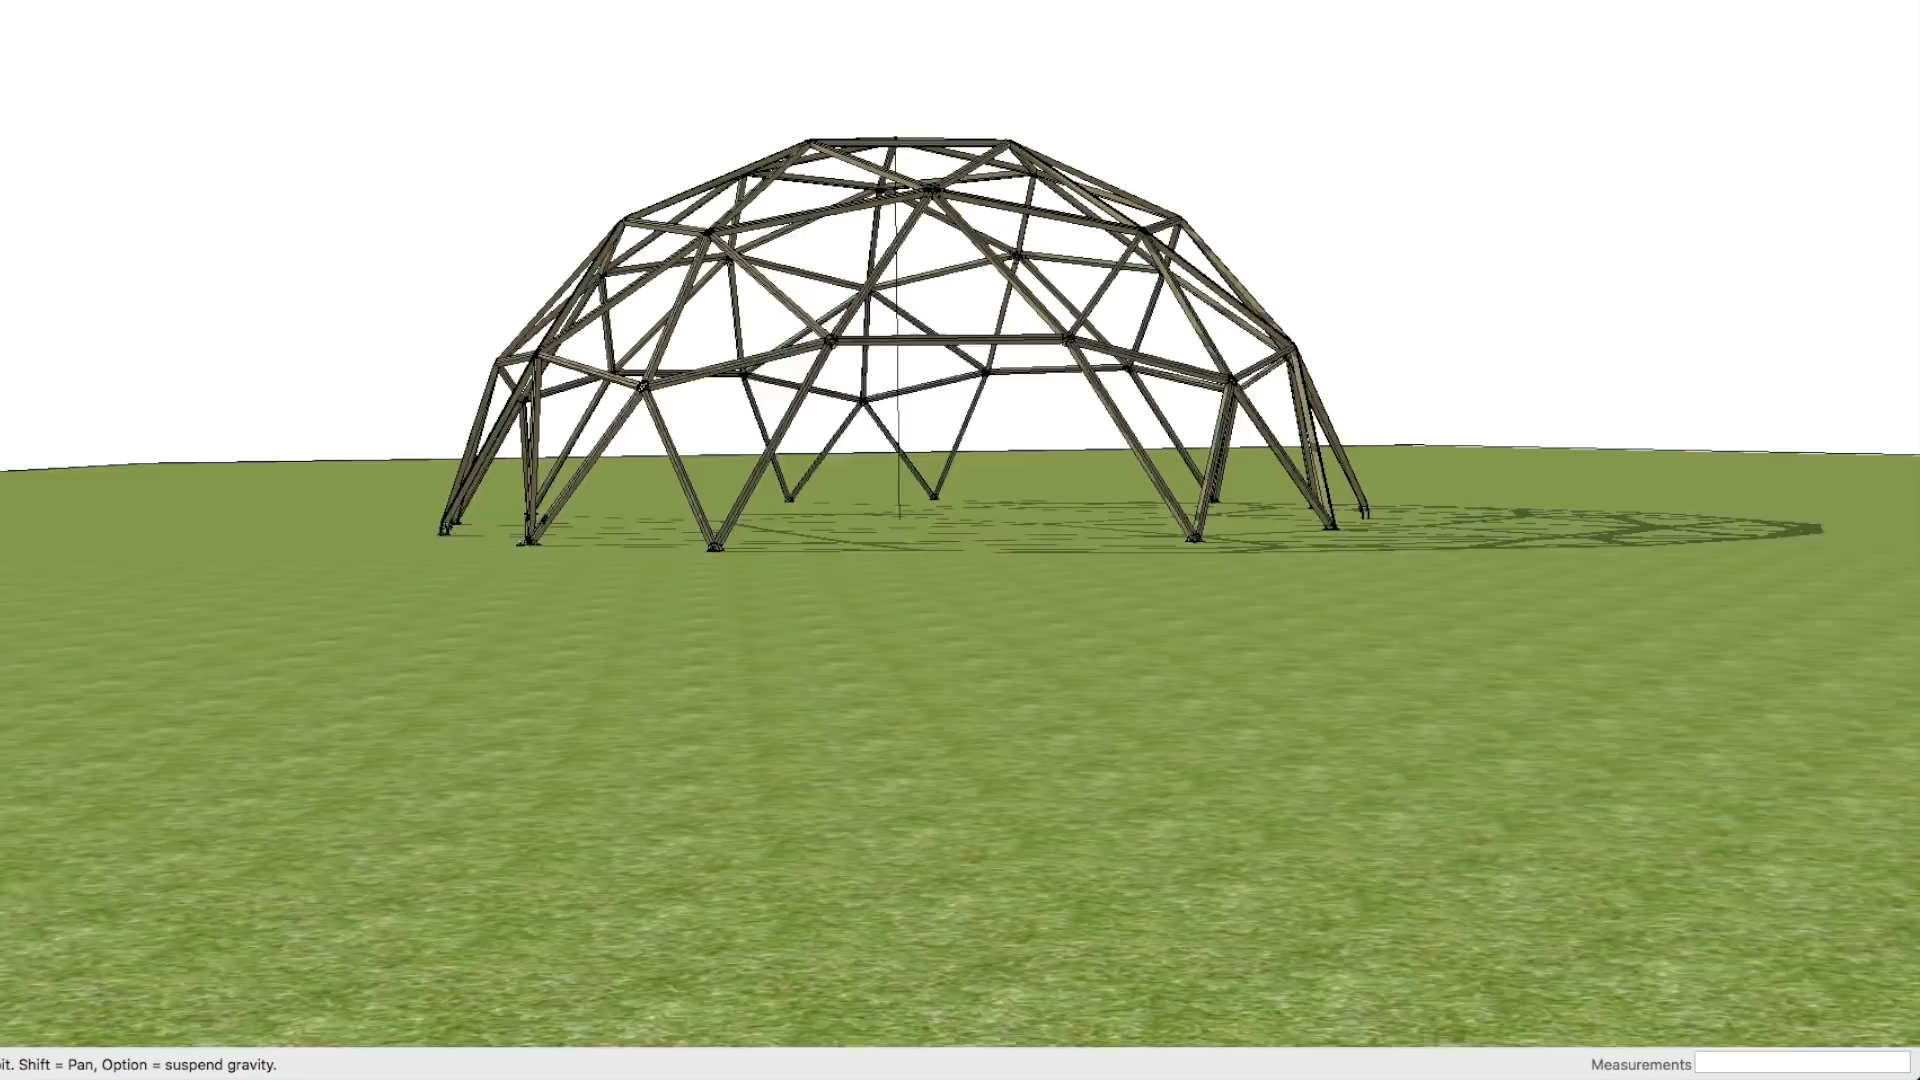 it. Shift = Pan, Option = suspend gravity.
Measurements